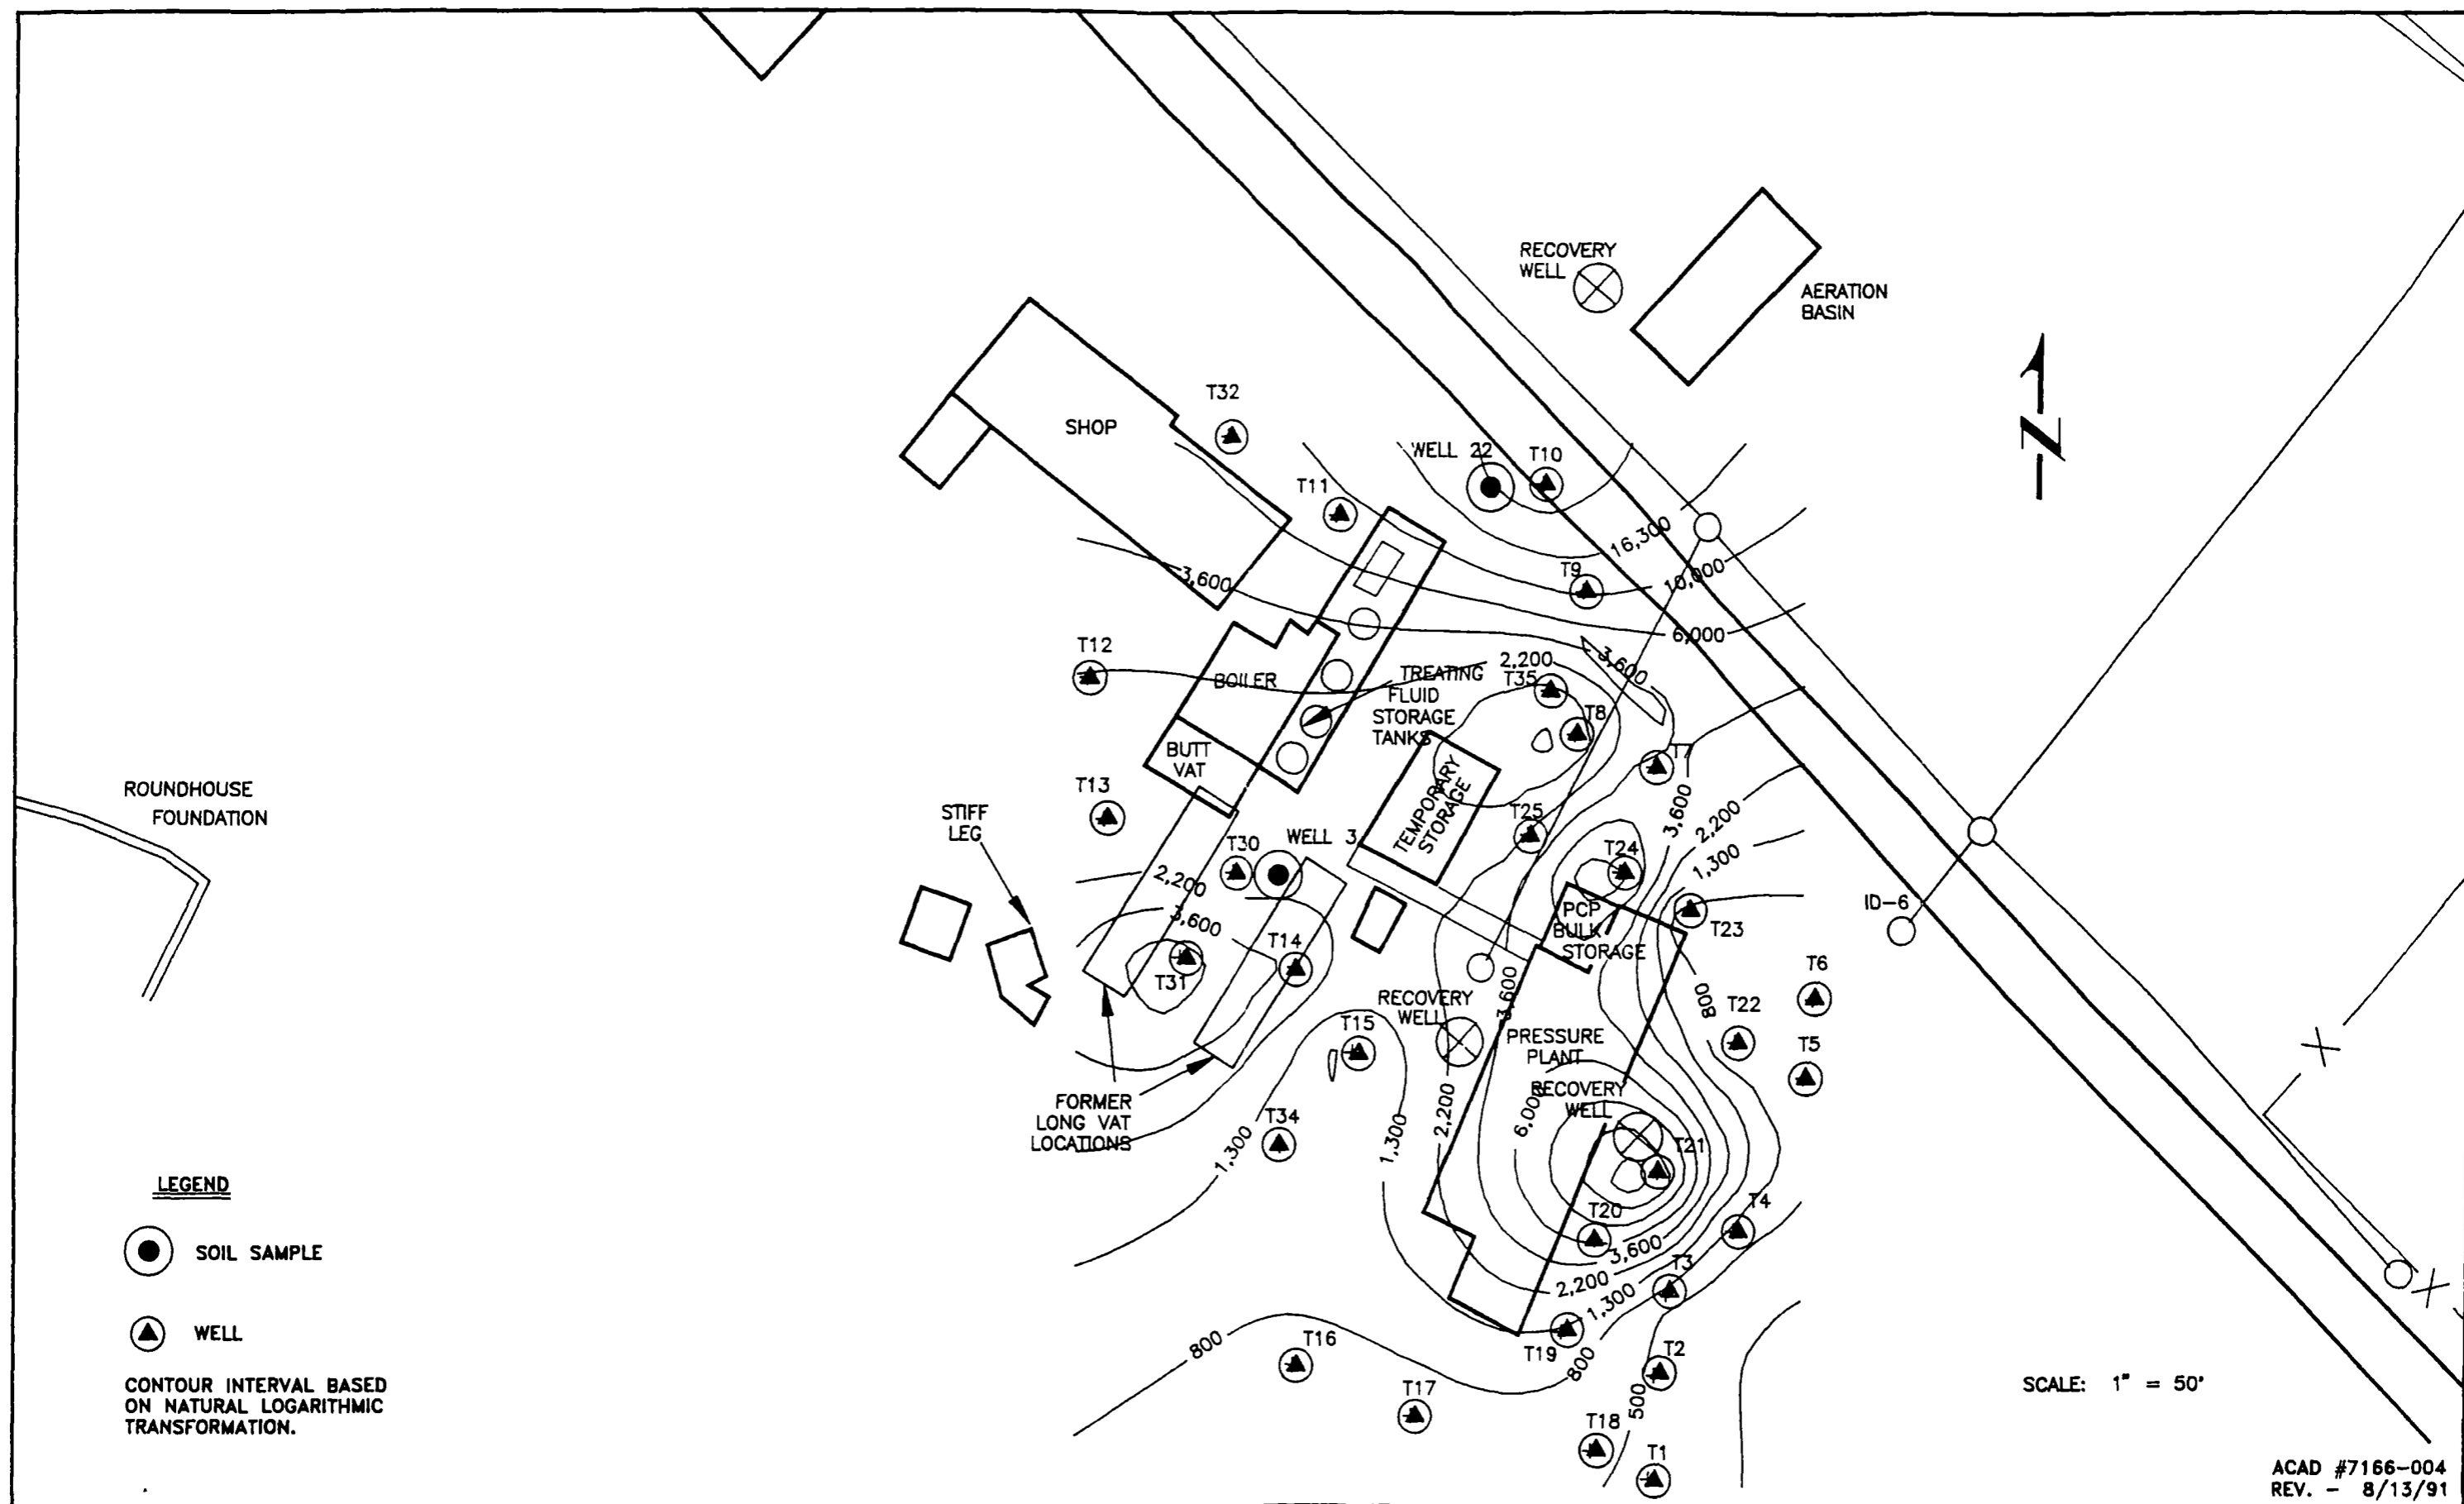 RECOVERY
WELL
AERATION
BASIN
N
T32
SHOP
WELL 22
T10
T11
16,300
T9
10,000
3,600
6,000
T12
2,200
3,600
BOILER
TREATING
FLUID
STORAGE
TANKS
T35
T8
BUTT
VAT
T7
ROUNDHOUSE
FOUNDATION
T13
TEMPORARY
STORAGE
3,600
2,200
STIFF
LEG
T25
WELL 3
T30
T24
1,300
2,200
3,600
PCP
BULK
STORAGE
T23
ID-6
T14
T31
T6
3,600
800
T22
RECOVERY
WELL
T15
PRESSURE
PLANT
T5
FORMER
LONG VAT
LOCATIONS
T34
1,300
1,300
2,200
6,000
RECOVERY
WELL
T21
LEGEND
SOIL SAMPLE
WELL
CONTOUR INTERVAL BASED
ON NATURAL LOGARITHMIC
TRANSFORMATION.
T20
T4
3,600
T3
2,200
1,300
800
T16
T19
800
T2
T17
500
T18
T1
SCALE: 1" = 50'
ACAD #7166-004
REV. - 8/13/91